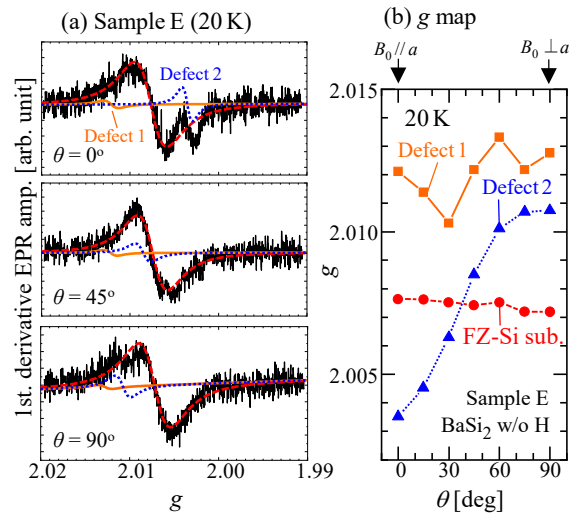 (a) Sample E (20 K)
1st. derivative EPR amp. [arb. unit]
Defect 2
Defect 1
θ = 0°
θ = 45°
θ = 90°
2.02 2.01 2.00 1.99
g
(b) g map
B₀ // a B₀ ⊥ a
2.015
20 K
Defect 1
Defect 2
2.010
g
FZ-Si sub.
2.005
Sample E
BaSi₂ w/o H
0 30 60 90
θ [deg]